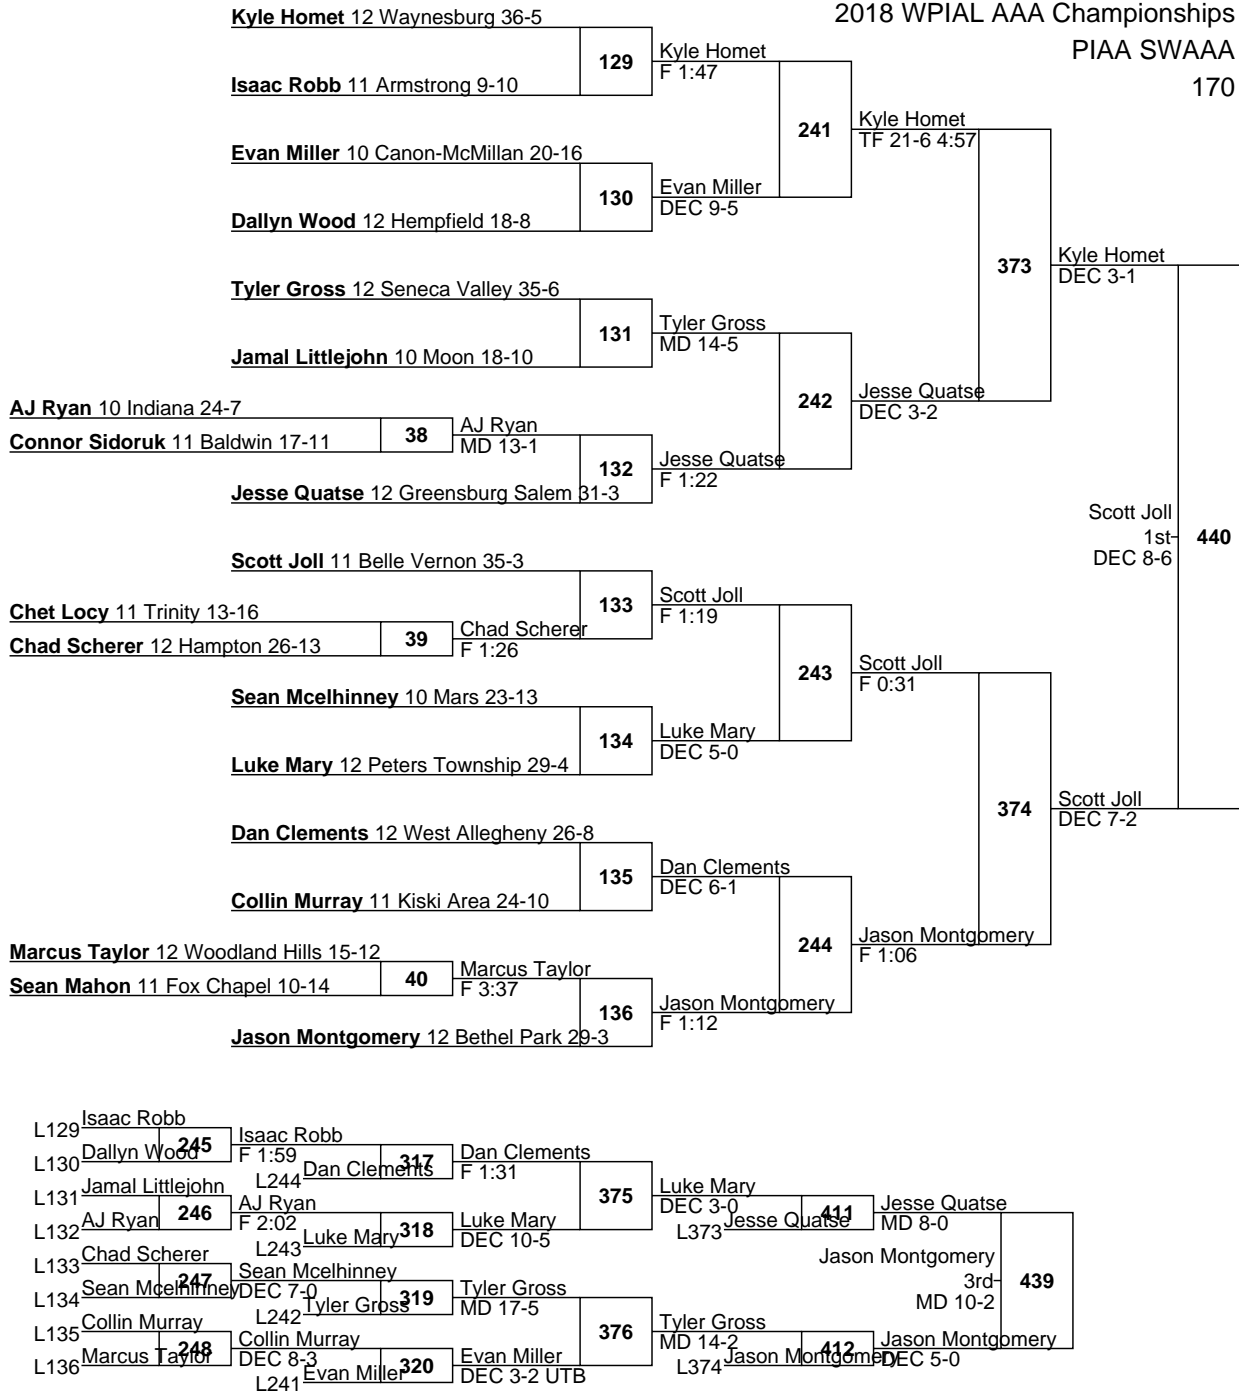 2018 WPIAL AAA Championships
PIAA SWAAA
170
Kyle Homet 12 Waynesburg 36-5
129
Kyle Homet
F 1:47
Isaac Robb 11 Armstrong 9-10
241
Kyle Homet
TF 21-6 4:57
Evan Miller 10 Canon-McMillan 20-16
130
Evan Miller
DEC 9-5
Dallyn Wood 12 Hempfield 18-8
373
Kyle Homet
DEC 3-1
Tyler Gross 12 Seneca Valley 35-6
131
Tyler Gross
MD 14-5
Jamal Littlejohn 10 Moon 18-10
242
Jesse Quatse
DEC 3-2
AJ Ryan 10 Indiana 24-7
38
AJ Ryan
MD 13-1
Connor Sidoruk 11 Baldwin 17-11
132
Jesse Quatse
F 1:22
Jesse Quatse 12 Greensburg Salem 31-3
Scott Joll
1st
DEC 8-6
440
Scott Joll 11 Belle Vernon 35-3
133
Scott Joll
F 1:19
Chet Locy 11 Trinity 13-16
39
Chad Scherer
F 1:26
Chad Scherer 12 Hampton 26-13
243
Scott Joll
F 0:31
Sean Mcelhinney 10 Mars 23-13
134
Luke Mary
DEC 5-0
Luke Mary 12 Peters Township 29-4
374
Scott Joll
DEC 7-2
Dan Clements 12 West Allegheny 26-8
135
Dan Clements
DEC 6-1
Collin Murray 11 Kiski Area 24-10
244
Jason Montgomery
F 1:06
Marcus Taylor 12 Woodland Hills 15-12
40
Marcus Taylor
F 3:37
Sean Mahon 11 Fox Chapel 10-14
136
Jason Montgomery
F 1:12
Jason Montgomery 12 Bethel Park 29-3
L129 Isaac Robb
245
Isaac Robb
F 1:59
L130 Dallyn Wood
L244 Dan Clements
317
Dan Clements
F 1:31
L131 Jamal Littlejohn
246
AJ Ryan
F 2:02
L132 AJ Ryan
375
Luke Mary
DEC 3-0
L243 Luke Mary
318
Luke Mary
DEC 10-5
L373 Jesse Quatse
411
Jesse Quatse
MD 8-0
L133 Chad Scherer
247
Sean Mcelhinney
DEC 7-0
L134 Sean Mcelhinney
L242 Tyler Gross
319
Tyler Gross
MD 17-5
Jason Montgomery
3rd
MD 10-2
439
L135 Collin Murray
248
Collin Murray
DEC 8-3
L136 Marcus Taylor
376
Tyler Gross
MD 14-2
L241 Evan Miller
320
Evan Miller
DEC 3-2 UTB
L374 Jason Montgomery
412
Jason Montgomery
DEC 5-0